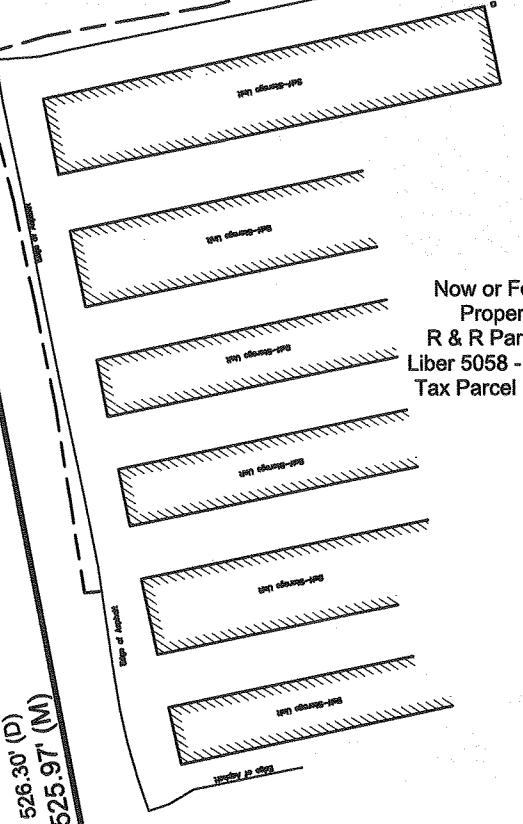 Self-Storage Unit
Self-Storage Unit
Edge of Asphalt
Now or Fo
Proper
R & R Par
Liber 5058 -
Tax Parcel
Self-Storage Unit
Self-Storage Unit
Self-Storage Unit
Edge of Asphalt
Self-Storage Unit
Edge of Asphalt
526.30' (D)
525.97' (M)